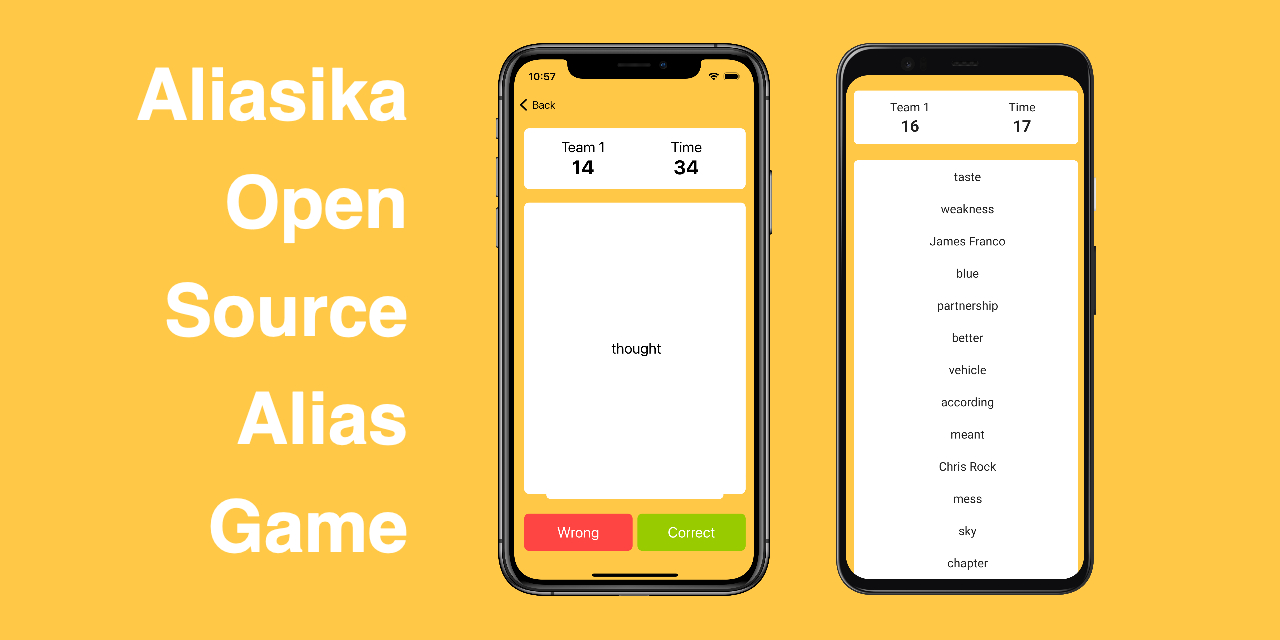 Aliasika
Open
Source
Alias
Game
10:57
Back
Team 1 Time
14 34
thought
Wrong Correct
Team 1 Time
16 17
taste
weakness
James Franco
blue
partnership
better
vehicle
according
meant
Chris Rock
mess
sky
chapter